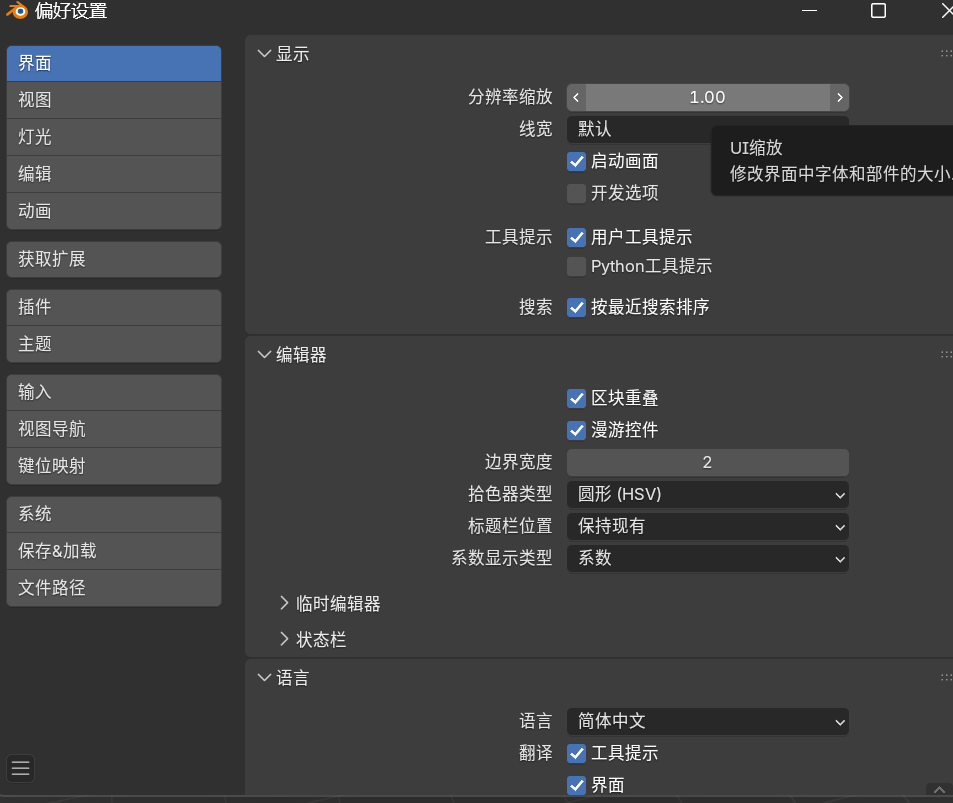 偏好设置
界面
视图
灯光
编辑
动画
获取扩展
插件
主题
输入
视图导航
键位映射
系统
保存&加载
文件路径
显示
分辨率缩放 1.00
线宽 默认
UI缩放
修改界面中字体和部件的大小
启动画面
开发选项
工具提示 用户工具提示
Python工具提示
搜索 按最近搜索排序
编辑器
区块重叠
漫游控件
边界宽度 2
拾色器类型 圆形 (HSV)
标题栏位置 保持现有
系数显示类型 系数
临时编辑器
状态栏
语言
语言 简体中文
翻译 工具提示
界面